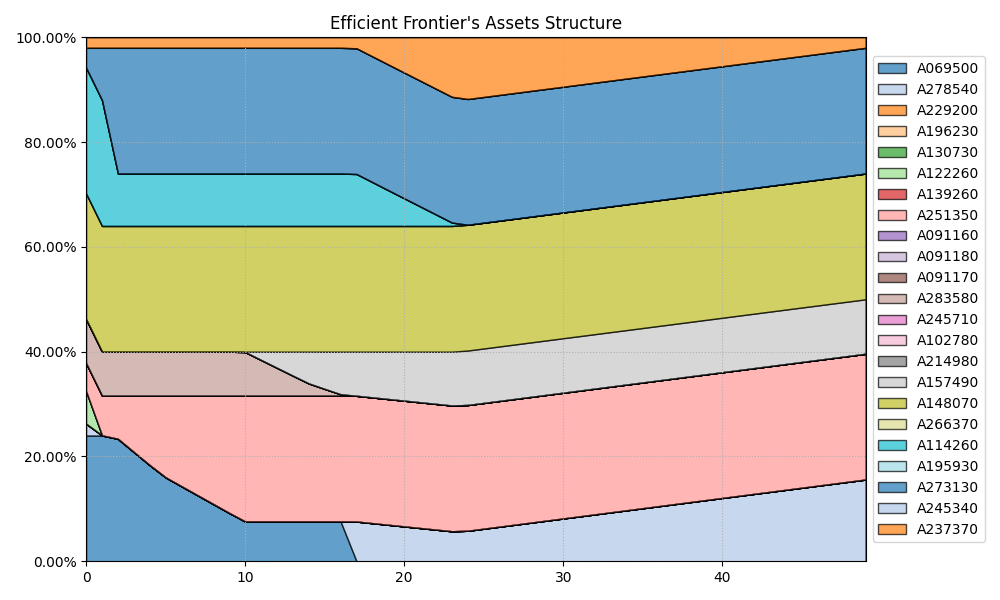 Efficient Frontier's Assets Structure
100.00%
80.00%
60.00%
40.00%
20.00%
0.00%
0
10
20
30
40
A069500
A278540
A229200
A196230
A130730
A122260
A139260
A251350
A091160
A091180
A091170
A283580
A245710
A102780
A214980
A157490
A148070
A266370
A114260
A195930
A273130
A245340
A237370